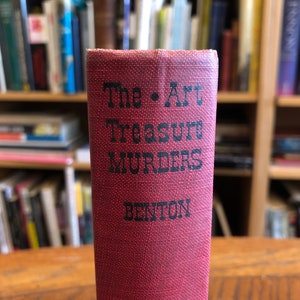 The • Art
Treasure
MURDERS
BENTON